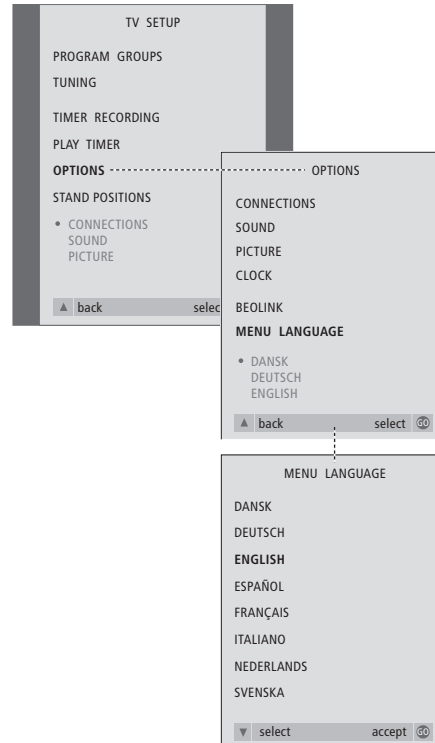 TV SETUP
PROGRAM GROUPS
TUNING
TIMER RECORDING
PLAY TIMER
OPTIONS
STAND POSITIONS
• CONNECTIONS
SOUND
PICTURE
▲ back selec
OPTIONS
CONNECTIONS
SOUND
PICTURE
CLOCK
BEOLINK
MENU LANGUAGE
• DANSK
DEUTSCH
ENGLISH
▲ back select GO
MENU LANGUAGE
DANSK
DEUTSCH
ENGLISH
ESPAÑOL
FRANÇAIS
ITALIANO
NEDERLANDS
SVENSKA
▼ select accept GO